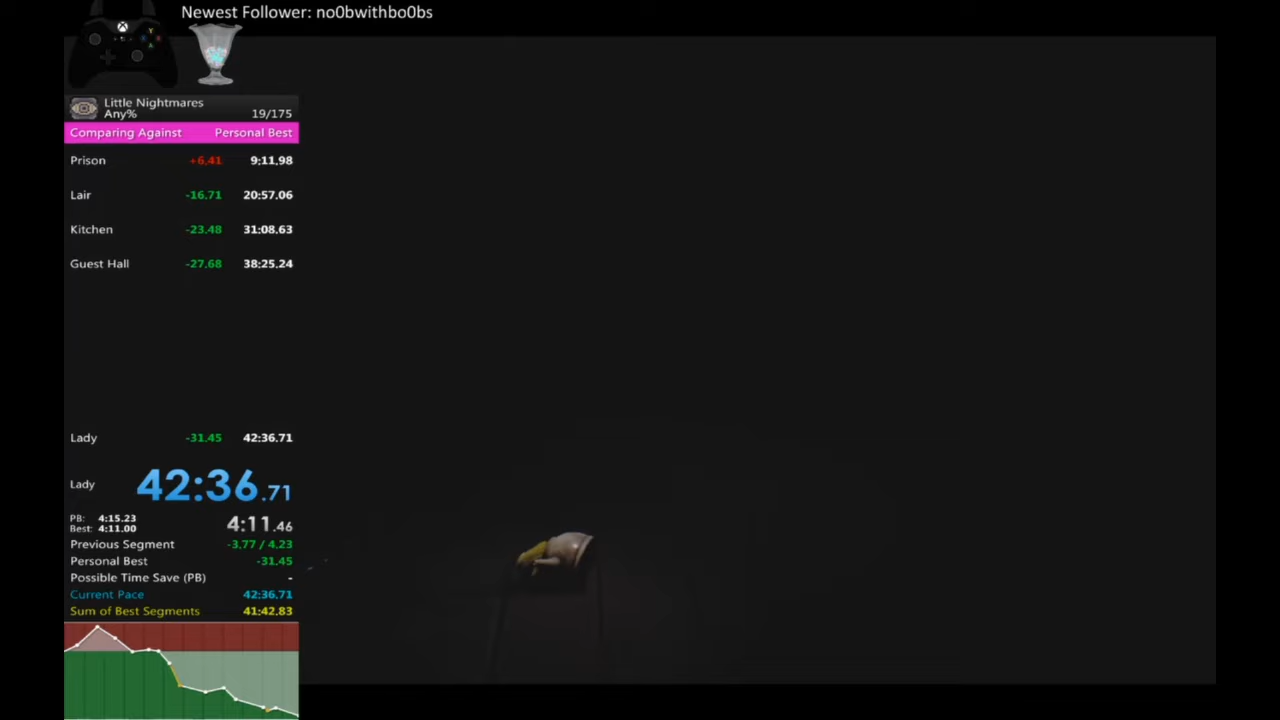 Newest Follower: no0bwithbo0bs
Little Nightmares
Any% 19/175
Comparing Against Personal Best
Prison +6.41 9:11.98
Lair -16.71 20:57.06
Kitchen -23.48 31:08.63
Guest Hall -27.68 38:25.24
Lady -31.45 42:36.71
Lady 42:36.71
PB: 4:15.23
Best: 4:11.00
4:11.46
Previous Segment -3.77 / 4.23
Personal Best -31.45
Possible Time Save (PB) -
Current Pace 42:36.71
Sum of Best Segments 41:42.83